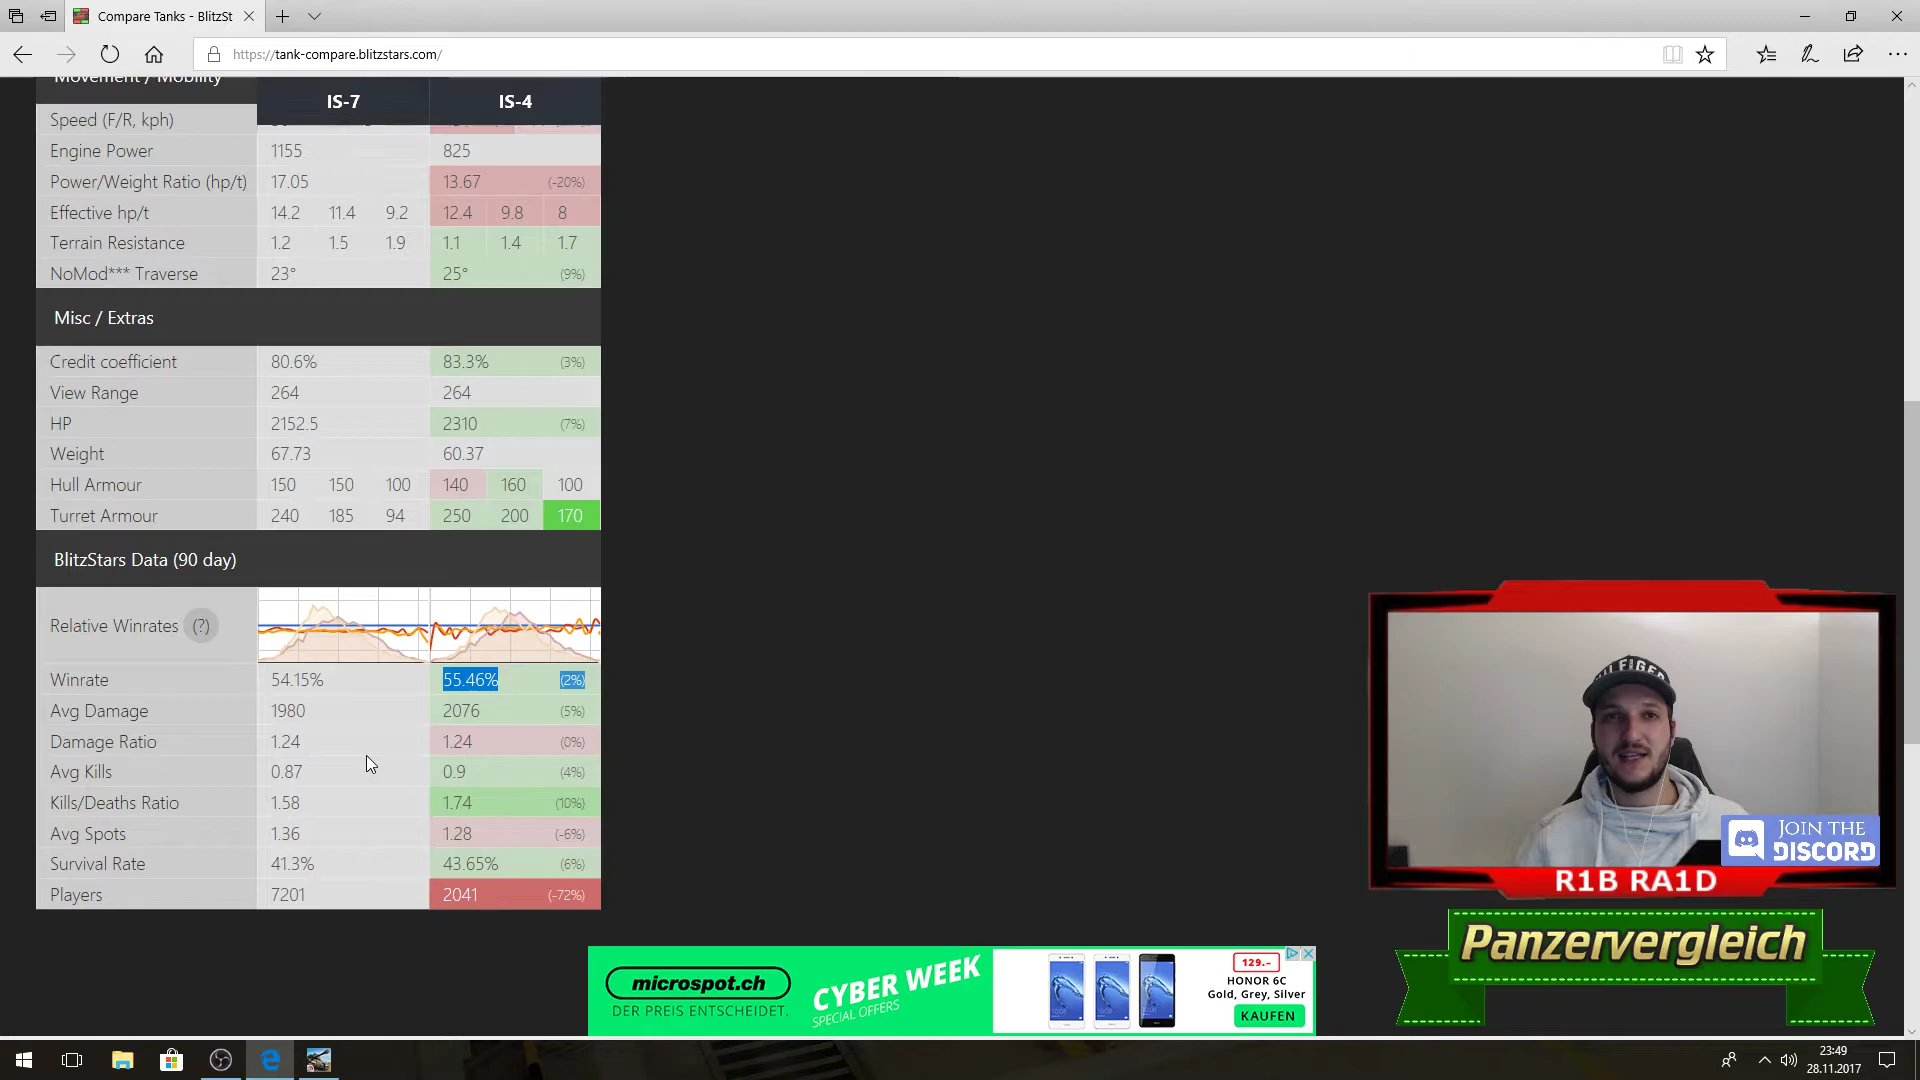 Compare Tanks - BlitzSt
https://tank-compare.blitzstars.com/
Movement / Mobility
IS-7 IS-4
Speed (F/R, kph)
Engine Power 1155 825
Power/Weight Ratio (hp/t) 17.05 13.67 (-20%)
Effective hp/t 14.2 11.4 9.2 12.4 9.8 8
Terrain Resistance 1.2 1.5 1.9 1.1 1.4 1.7
NoMod*** Traverse 23° 25° (9%)
Misc / Extras
Credit coefficient 80.6% 83.3% (3%)
View Range 264 264
HP 2152.5 2310 (7%)
Weight 67.73 60.37
Hull Armour 150 150 100 140 160 100
Turret Armour 240 185 94 250 200 170
BlitzStars Data (90 day)
Relative Winrates (?)
Winrate 54.15% 55.46% (2%)
Avg Damage 1980 2076 (5%)
Damage Ratio 1.24 1.24 (0%)
Avg Kills 0.87 0.9 (4%)
Kills/Deaths Ratio 1.58 1.74 (10%)
Avg Spots 1.36 1.28 (-6%)
Survival Rate 41.3% 43.65% (6%)
Players 7201 2041 (-72%)
JOIN THE
DISCORD
R1B RA1D
Panzervergleich
microspot.ch
DER PREIS ENTSCHEIDET.
CYBER WEEK
SPECIAL OFFERS
129.–
HONOR 6C
Gold, Grey, Silver
KAUFEN
23:49
28.11.2017